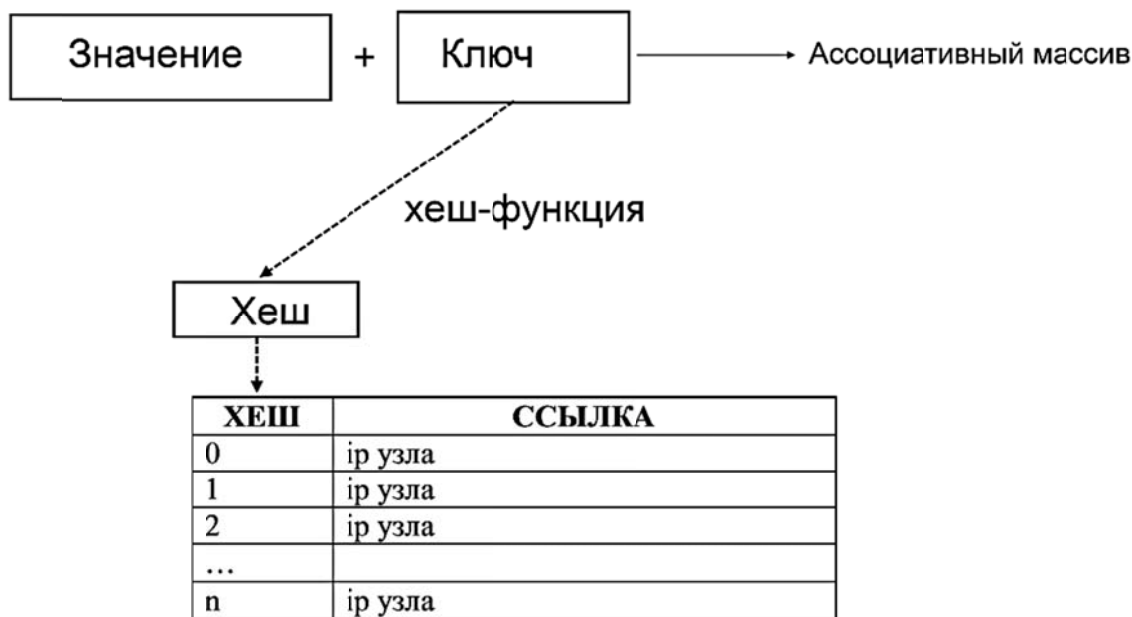 Значение + Ключ Ассоциативный массив
хеш-функция
Хеш
ХЕШ ССЫЛКА
0 ip узла
1 ip узла
2 ip узла
...
n ip узла